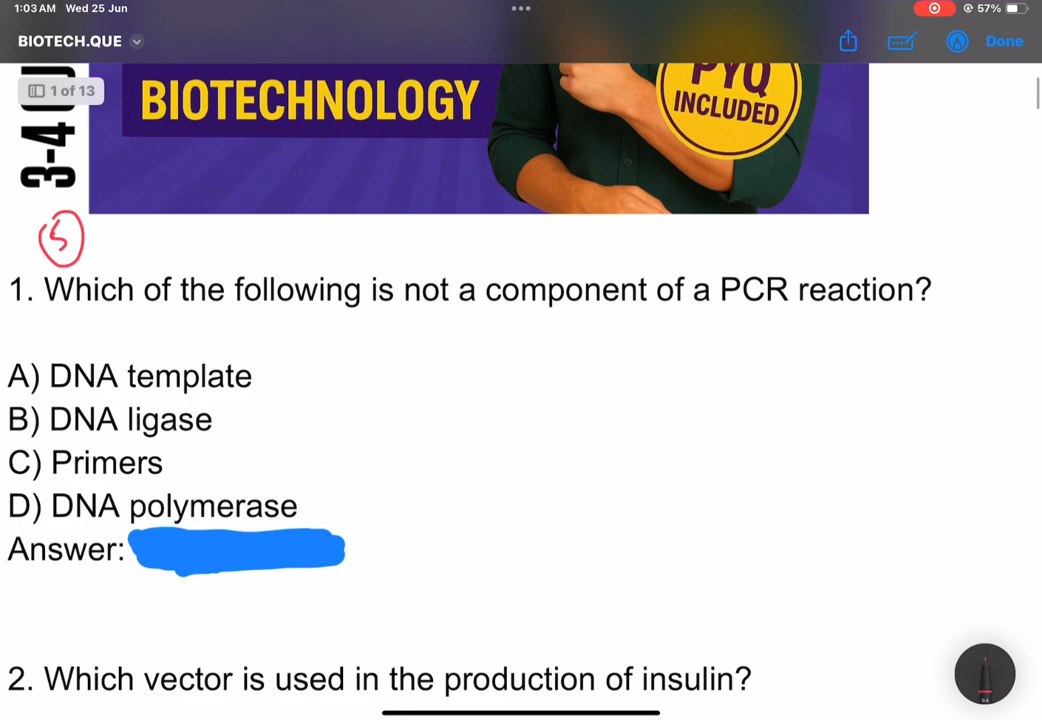 1:03 AM Wed 25 Jun
57%
BIOTECH.QUE
Done
1 of 13
3-4
BIOTECHNOLOGY
PYQ
INCLUDED
5
1. Which of the following is not a component of a PCR reaction?
A) DNA template
B) DNA ligase
C) Primers
D) DNA polymerase
Answer:
2. Which vector is used in the production of insulin?